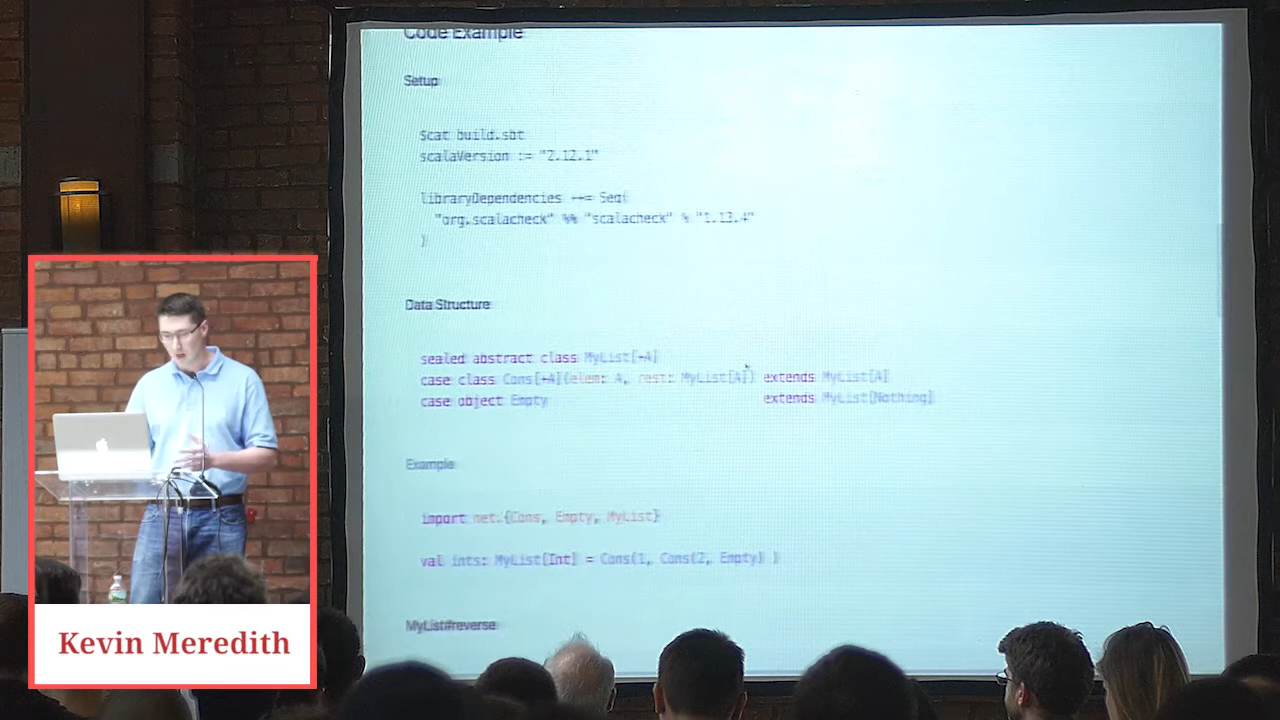 Code Example
Setup
$cat build.sbt
scalaVersion := "2.12.1"
libraryDependencies ++= Seq(
"org.scalacheck" %% "scalacheck" % "1.13.4"
)
Data Structure
sealed abstract class MyList[+A]
case class Cons[+A](elem: A, rest: MyList[A]) extends MyList[A]
case object Empty extends MyList[Nothing]
Example
import net.{Cons, Empty, MyList}
val ints: MyList[Int] = Cons(1, Cons(2, Empty) )
MyList#reverse
Kevin Meredith